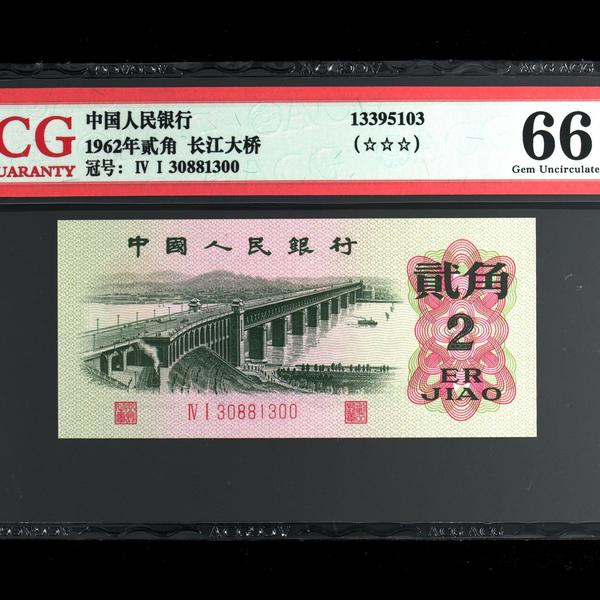 CG
UARANTY
中国人民银行
1962年贰角 长江大桥
冠号: Ⅳ Ⅰ 30881300
13395103
(☆☆☆)
66
Gem Uncirculate
中國人民銀行
貳角
2
ER
JIAO
Ⅳ Ⅰ 30881300